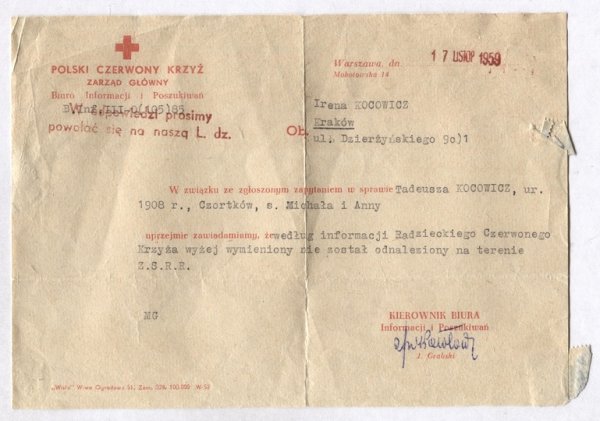 POLSKI CZERWONY KRZYŻ
ZARZĄD GŁÓWNY
Biuro Informacji i Poszukiwań
W odpowiedzi prosimy
powołać się na naszą L. dz.
Warszawa, dn.
17 LISTOP 1959
Mokotowska 14
Ob.
Irena KOCOWICZ
Kraków
ul. Dzierżyńskiego 9c)1
W związku ze zgłoszonym zapytaniem w sprawie Tadeusza KOCOWICZ, ur.
1908 r., Czortków, s. Michała i Anny
uprzejmie zawiadamiamy, że według informacji Radzieckiego Czerwonego
Krzyża wyżej wymieniony nie został odnaleziony na terenie
Z.S.R.R.
MG
KIEROWNIK BIURA
Informacji i Poszukiwań
J. Gralski